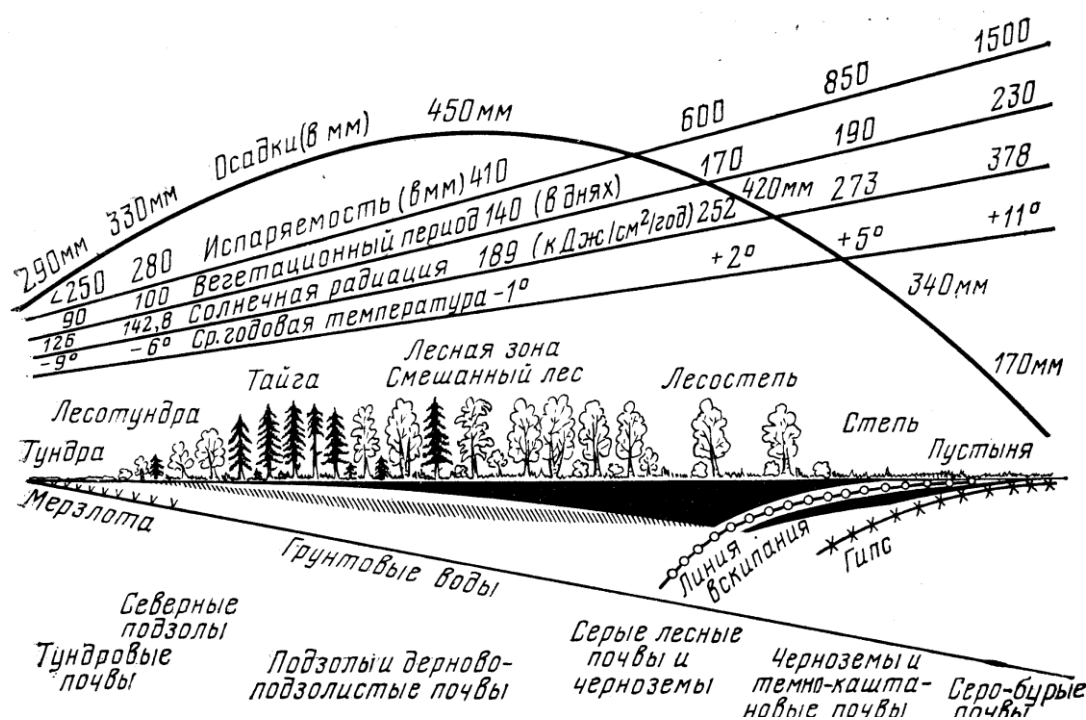 Осадки (в мм)
290мм
330мм
450мм
420мм
340мм
170мм
Испаряемость (в мм)
<250
280
410
600
850
1500
Вегетационный период (в днях)
90
100
140
170
190
230
Солнечная радиация (кДж/см²/год)
126
142,8
189
252
273
378
Ср. годовая температура
-9°
-6°
-1°
+2°
+5°
+11°
Тундра
Лесотундра
Тайга
Лесная зона
Смешанный лес
Лесостепь
Степь
Пустыня
Мерзлота
Грунтовые воды
Линия
вскипания
Гипс
Тундровые
почвы
Северные
подзолы
Подзолы и дерново-
подзолистые почвы
Серые лесные
почвы и
черноземы
Черноземы и
темно-кашта-
новые почвы
Серо-бурые
почвы